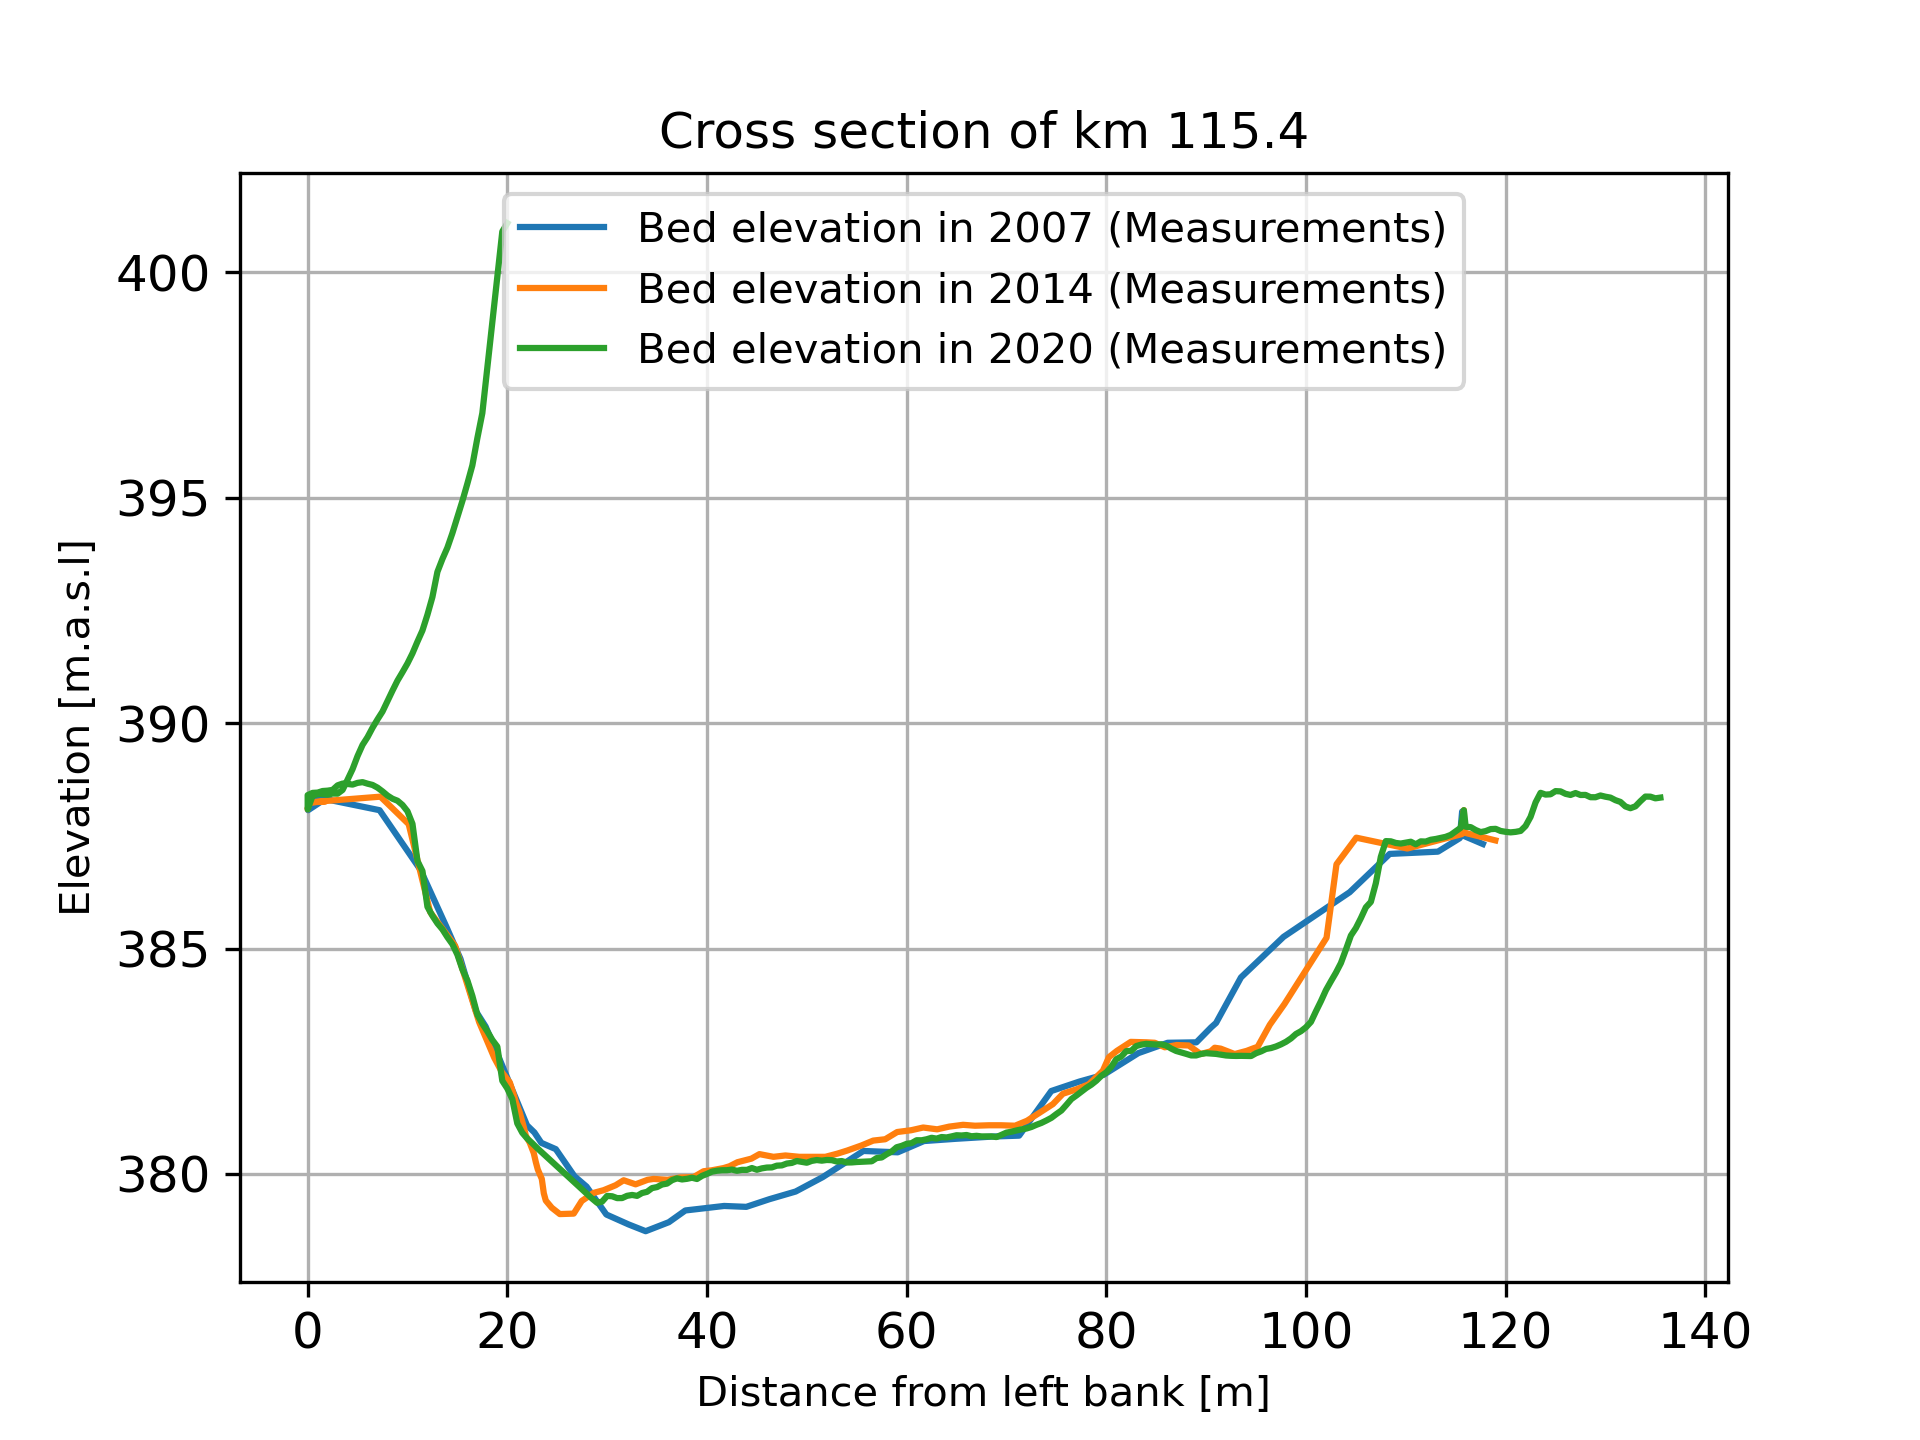 Cross section of km 115.4
Bed elevation in 2007 (Measurements)
Bed elevation in 2014 (Measurements)
Bed elevation in 2020 (Measurements)
Elevation [m.a.s.l]
400
395
390
385
380
0 20 40 60 80 100 120 140
Distance from left bank [m]